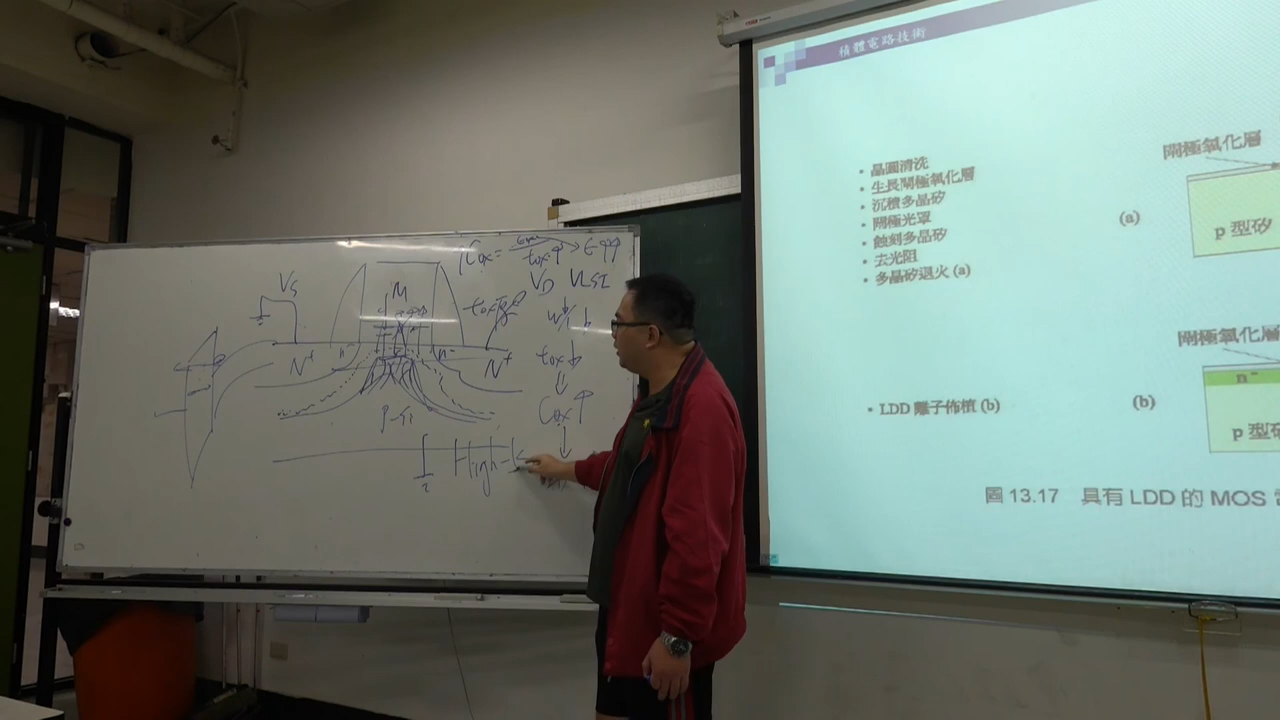 Cox =
tox↑ → ∈↑↑
VD VLSI
VS
M
W↓
N+ n- n- N+
tox↓
Cox↑
p-Si
High-k
積體電路技術
• 晶圓清洗
• 生長閘極氧化層
• 沉積多晶矽
• 閘極光罩
• 蝕刻多晶矽
• 去光阻
• 多晶矽退火 (a)
(a)
閘極氧化層
p 型矽
• LDD 離子佈植 (b)
(b)
閘極氧化層
n-
p 型矽
圖 13.17 具有 LDD 的 MOS